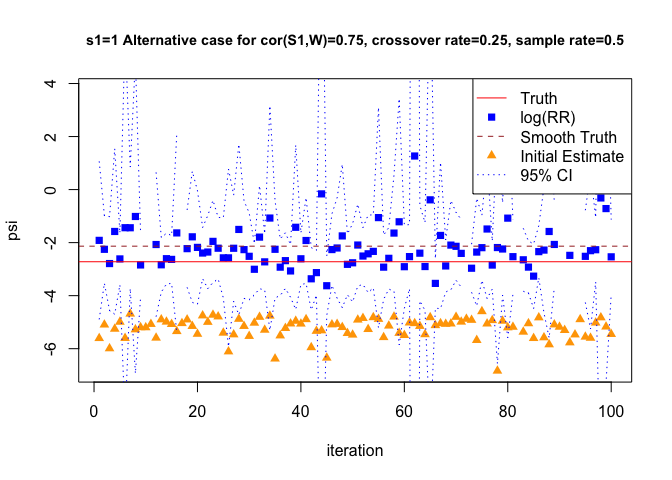 s1=1 Alternative case for cor(S1,W)=0.75, crossover rate=0.25, sample rate=0.5
psi
4
2
0
-2
-4
-6
Truth
log(RR)
Smooth Truth
Initial Estimate
95% CI
0 20 40 60 80 100
iteration